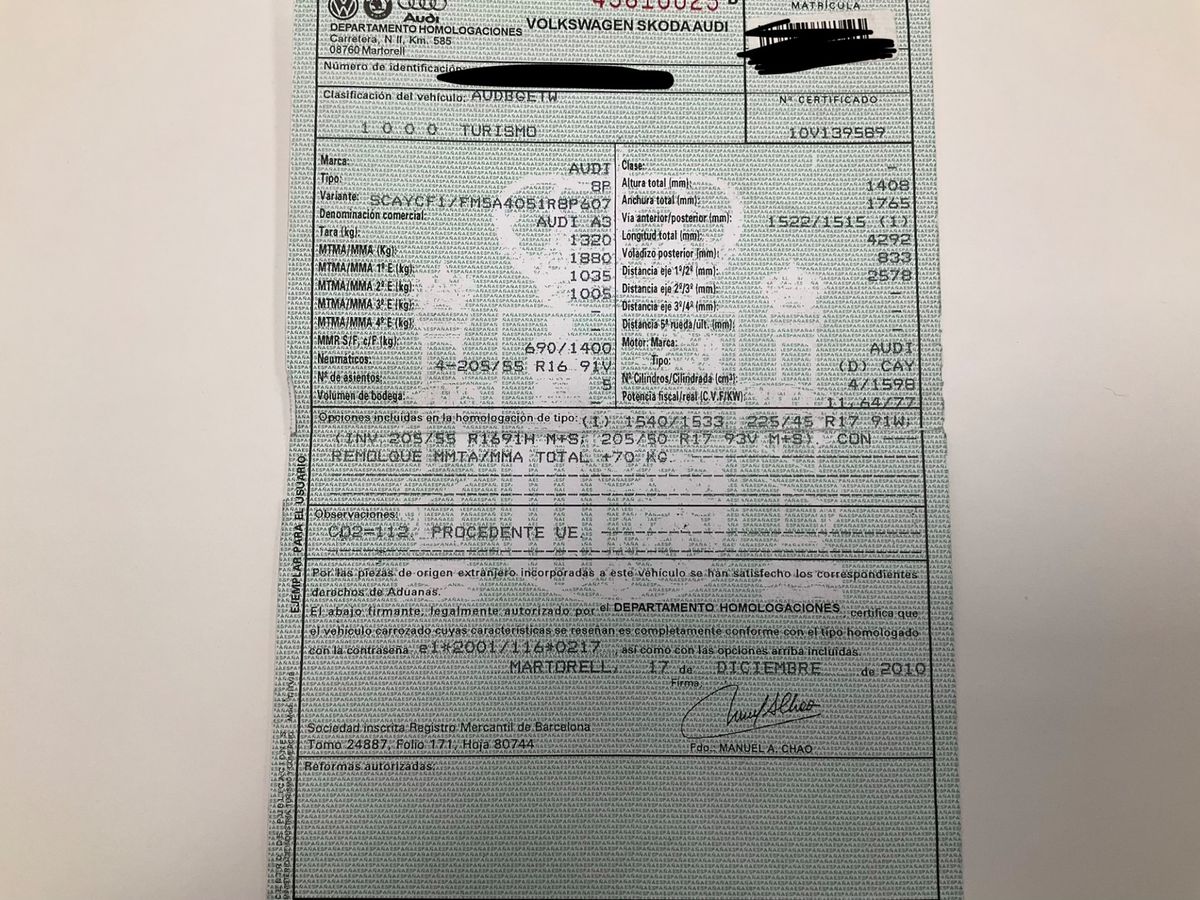 Audi
DEPARTAMENTO HOMOLOGACIONES
Carretera, N II, Km. 585
08760 Martorell
VOLKSWAGEN SKODA AUDI
MATRÍCULA
Número de identificación
Clasificación del vehículo: AUDBGETW
1000 TURISMO
Nº CERTIFICADO
10V139589
Marca: AUDI
Tipo: 8P
Variante: SCAYCF1/FM5A4051R8P607
Denominación comercial: AUDI A3
Tara (kg): 1320
MTMA/MMA (Kg): 1880
MTMA/MMA 1º E (kg): 1035
MTMA/MMA 2º E (kg): 1005
MTMA/MMA 3º E (kg): –
MTMA/MMA 4º E (kg): –
MMR S/F, c/F (kg): 690/1400
Neumáticos: 4-205/55 R16 91V
Nº de asientos: 5
Volumen de bodega: –
Clase: –
Altura total (mm): 1408
Anchura total (mm): 1765
Vía anterior/posterior (mm): 1522/1515 (1)
Longitud total (mm): 4292
Voladizo posterior (mm): 833
Distancia eje 1º/2º (mm): 2578
Distancia eje 2º/3º (mm): –
Distancia eje 3º/4º (mm): –
Distancia 5ª rueda/ult. (mm): –
Motor: Marca: AUDI
Tipo: (D) CAY
Nº Cilindros/Cilindrada (cm³): 4/1598
Potencia fiscal/real (C.V.F/KW): 11,64/77
Opciones incluidas en la homologación de tipo: (1) 1540/1533 225/45 R17 91W;
(INV.205/55 R1691H M+S, 205/50 R17 93V M+S). CON
REMOLQUE MMTA/MMA TOTAL +70 KG.
Observaciones:
CO2=112. PROCEDENTE UE.
Por las piezas de origen extranjero incorporadas a este vehículo se han satisfecho los correspondientes
derechos de Aduanas.
El abajo firmante, legalmente autorizado por el DEPARTAMENTO HOMOLOGACIONES, certifica que
el vehículo carrozado cuyas características se reseñan es completamente conforme con el tipo homologado
con la contraseña e1*2001/116*0217, así como con las opciones arriba incluidas.
MARTORELL, 17 de DICIEMBRE de 2010
Firma,
Fdo.: MANUEL A. CHAO
Sociedad inscrita Registro Mercantil de Barcelona
Tomo 24887, Folio 171, Hoja 80744
Reformas autorizadas:
EJEMPLAR PARA EL USUARIO